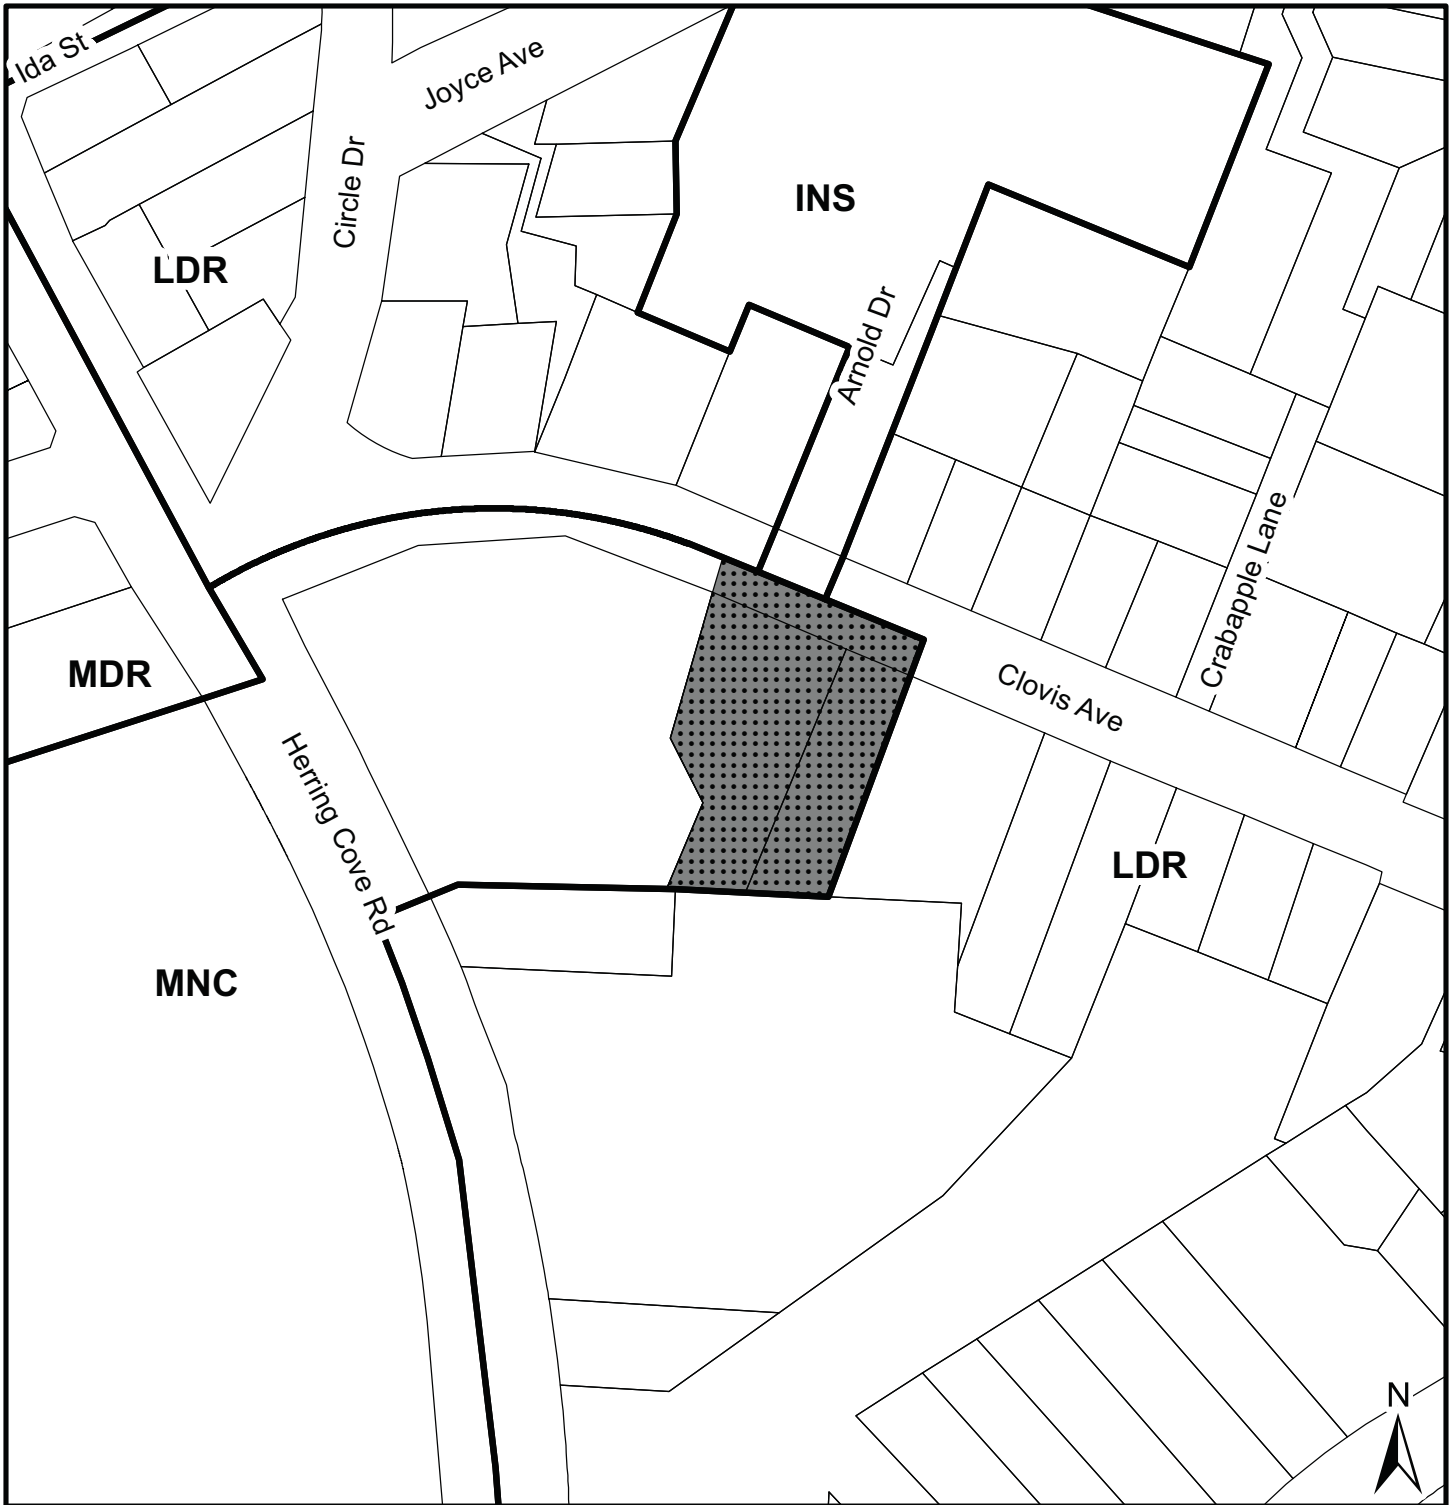 Ida St
Joyce Ave
Circle Dr
INS
LDR
Arnold Dr
Crabapple Lane
MDR
Clovis Ave
Herring Cove Rd
LDR
MNC
N